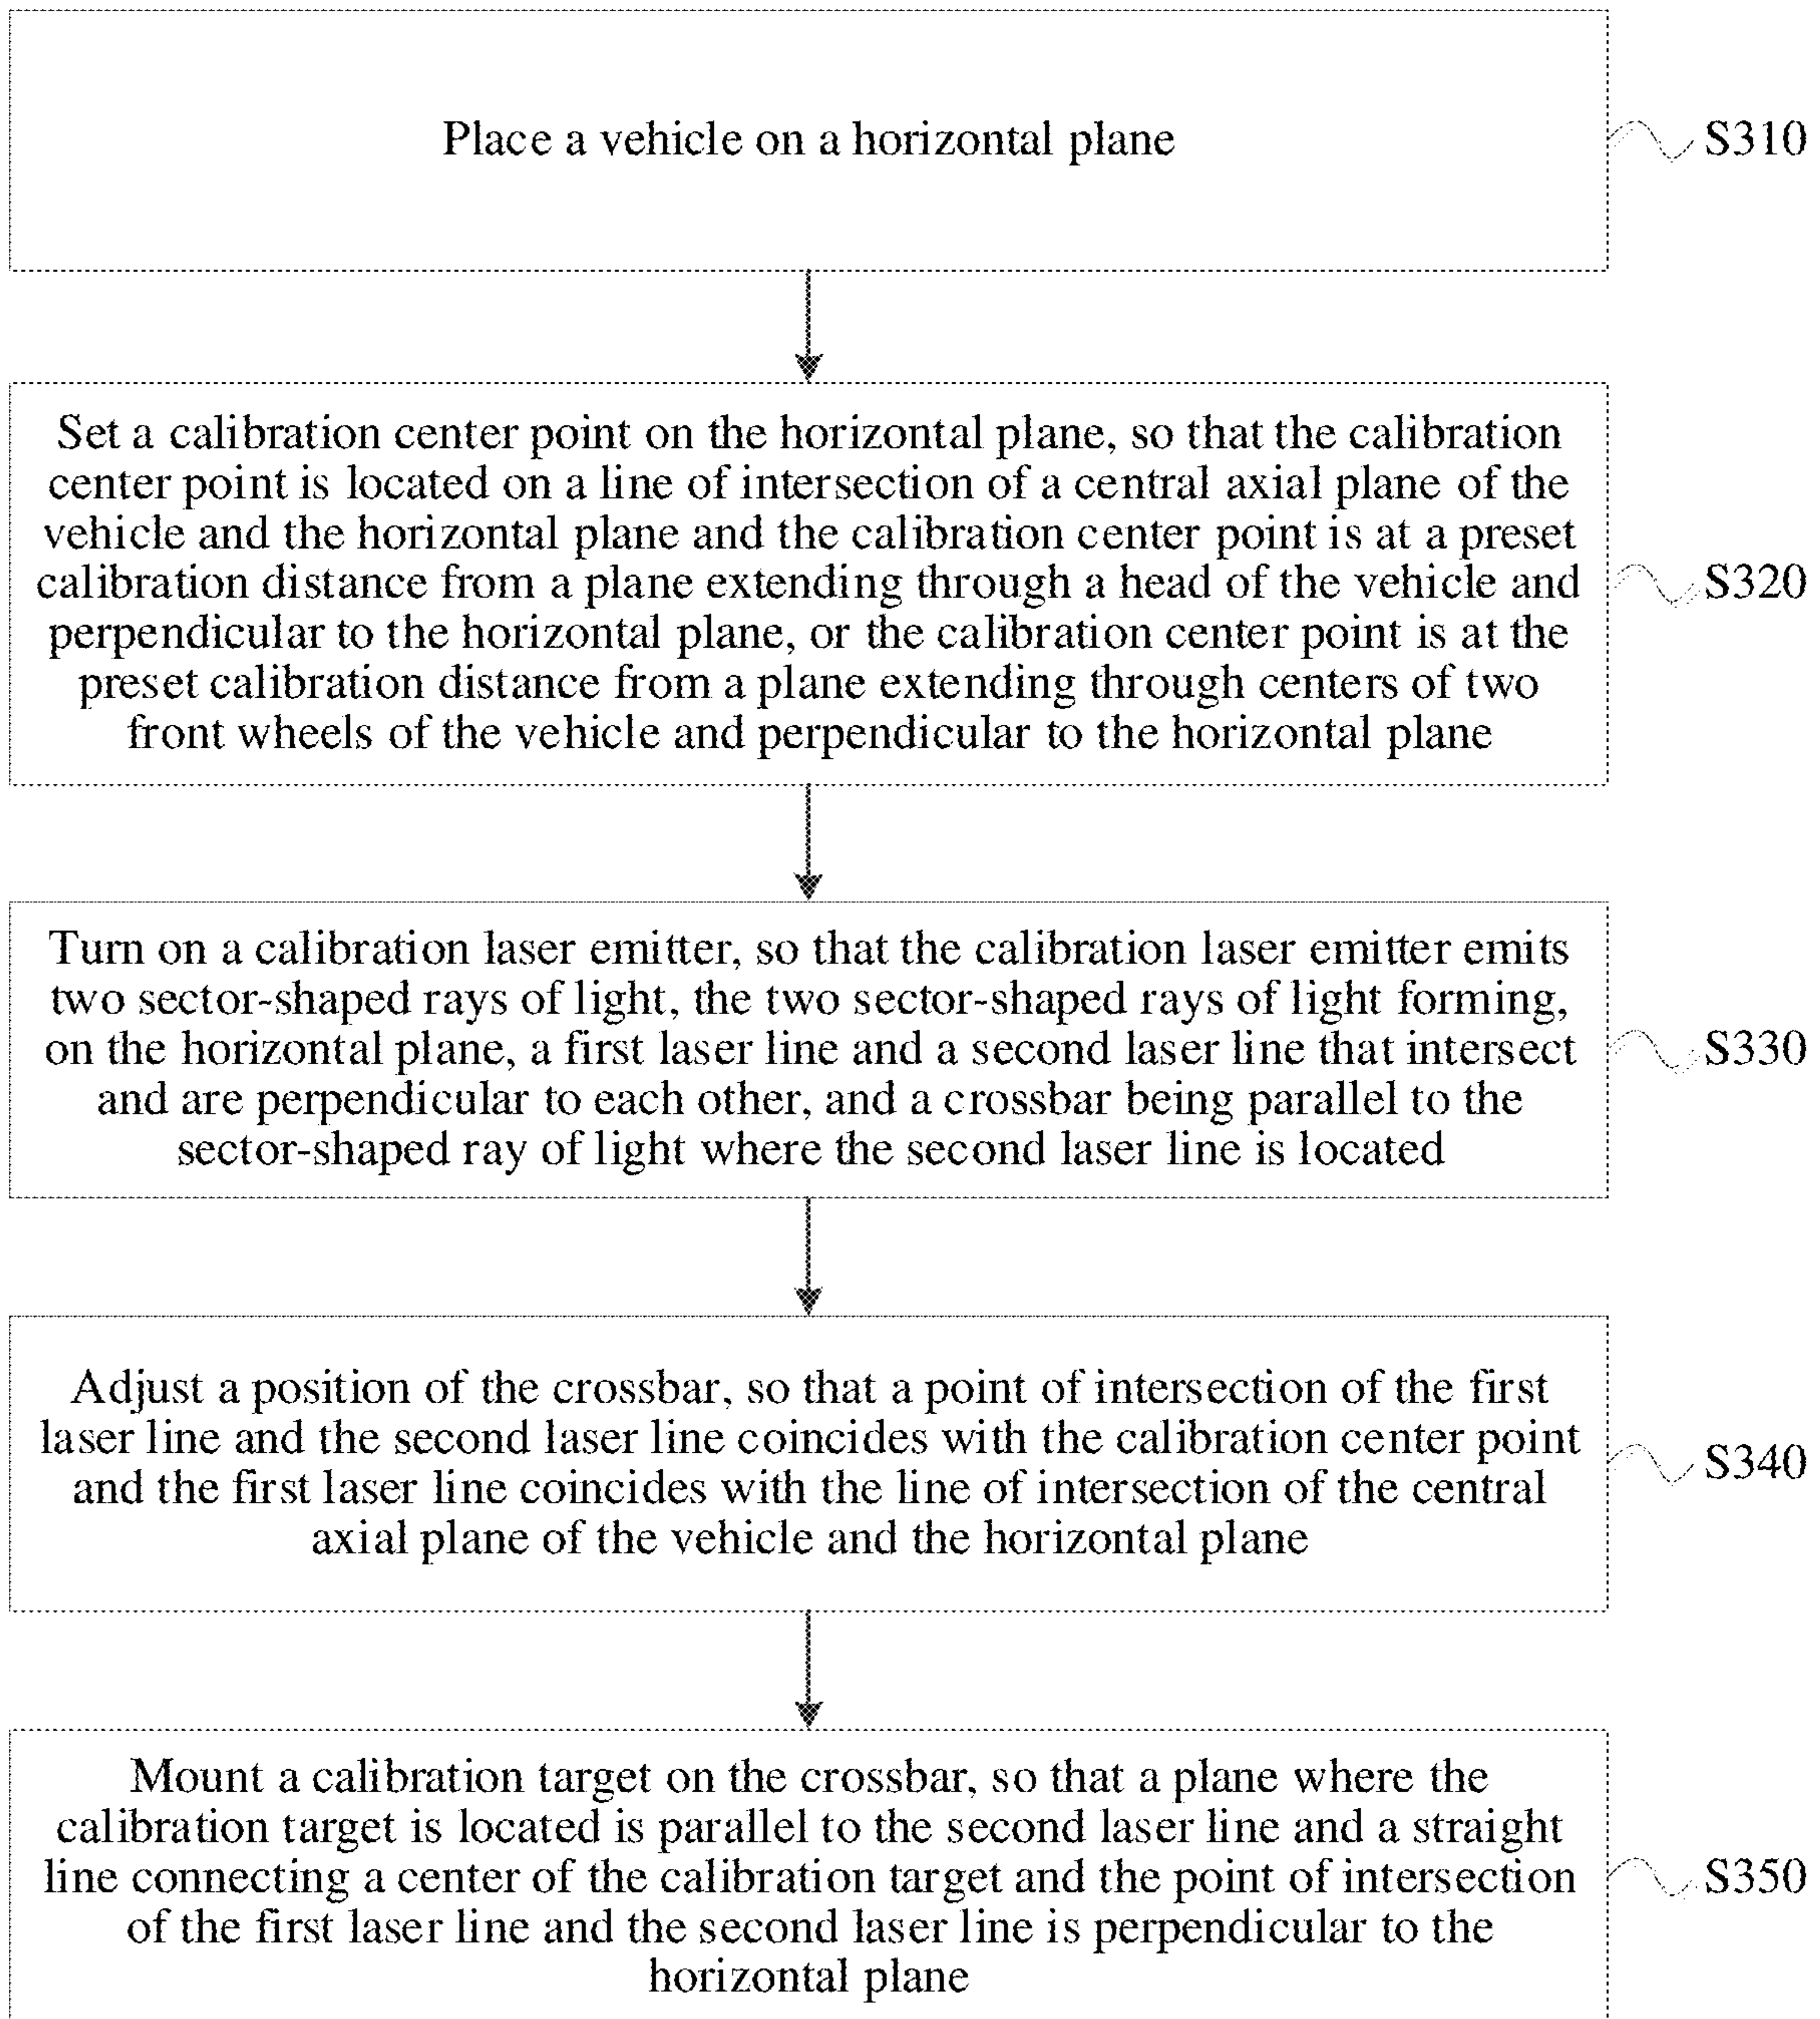 Place a vehicle on a horizontal plane
S310
Set a calibration center point on the horizontal plane, so that the calibration
center point is located on a line of intersection of a central axial plane of the
vehicle and the horizontal plane and the calibration center point is at a preset
calibration distance from a plane extending through a head of the vehicle and
perpendicular to the horizontal plane, or the calibration center point is at the
preset calibration distance from a plane extending through centers of two
front wheels of the vehicle and perpendicular to the horizontal plane
S320
Turn on a calibration laser emitter, so that the calibration laser emitter emits
two sector-shaped rays of light, the two sector-shaped rays of light forming,
on the horizontal plane, a first laser line and a second laser line that intersect
and are perpendicular to each other, and a crossbar being parallel to the
sector-shaped ray of light where the second laser line is located
S330
Adjust a position of the crossbar, so that a point of intersection of the first
laser line and the second laser line coincides with the calibration center point
and the first laser line coincides with the line of intersection of the central
axial plane of the vehicle and the horizontal plane
S340
Mount a calibration target on the crossbar, so that a plane where the
calibration target is located is parallel to the second laser line and a straight
line connecting a center of the calibration target and the point of intersection
of the first laser line and the second laser line is perpendicular to the
horizontal plane
S350